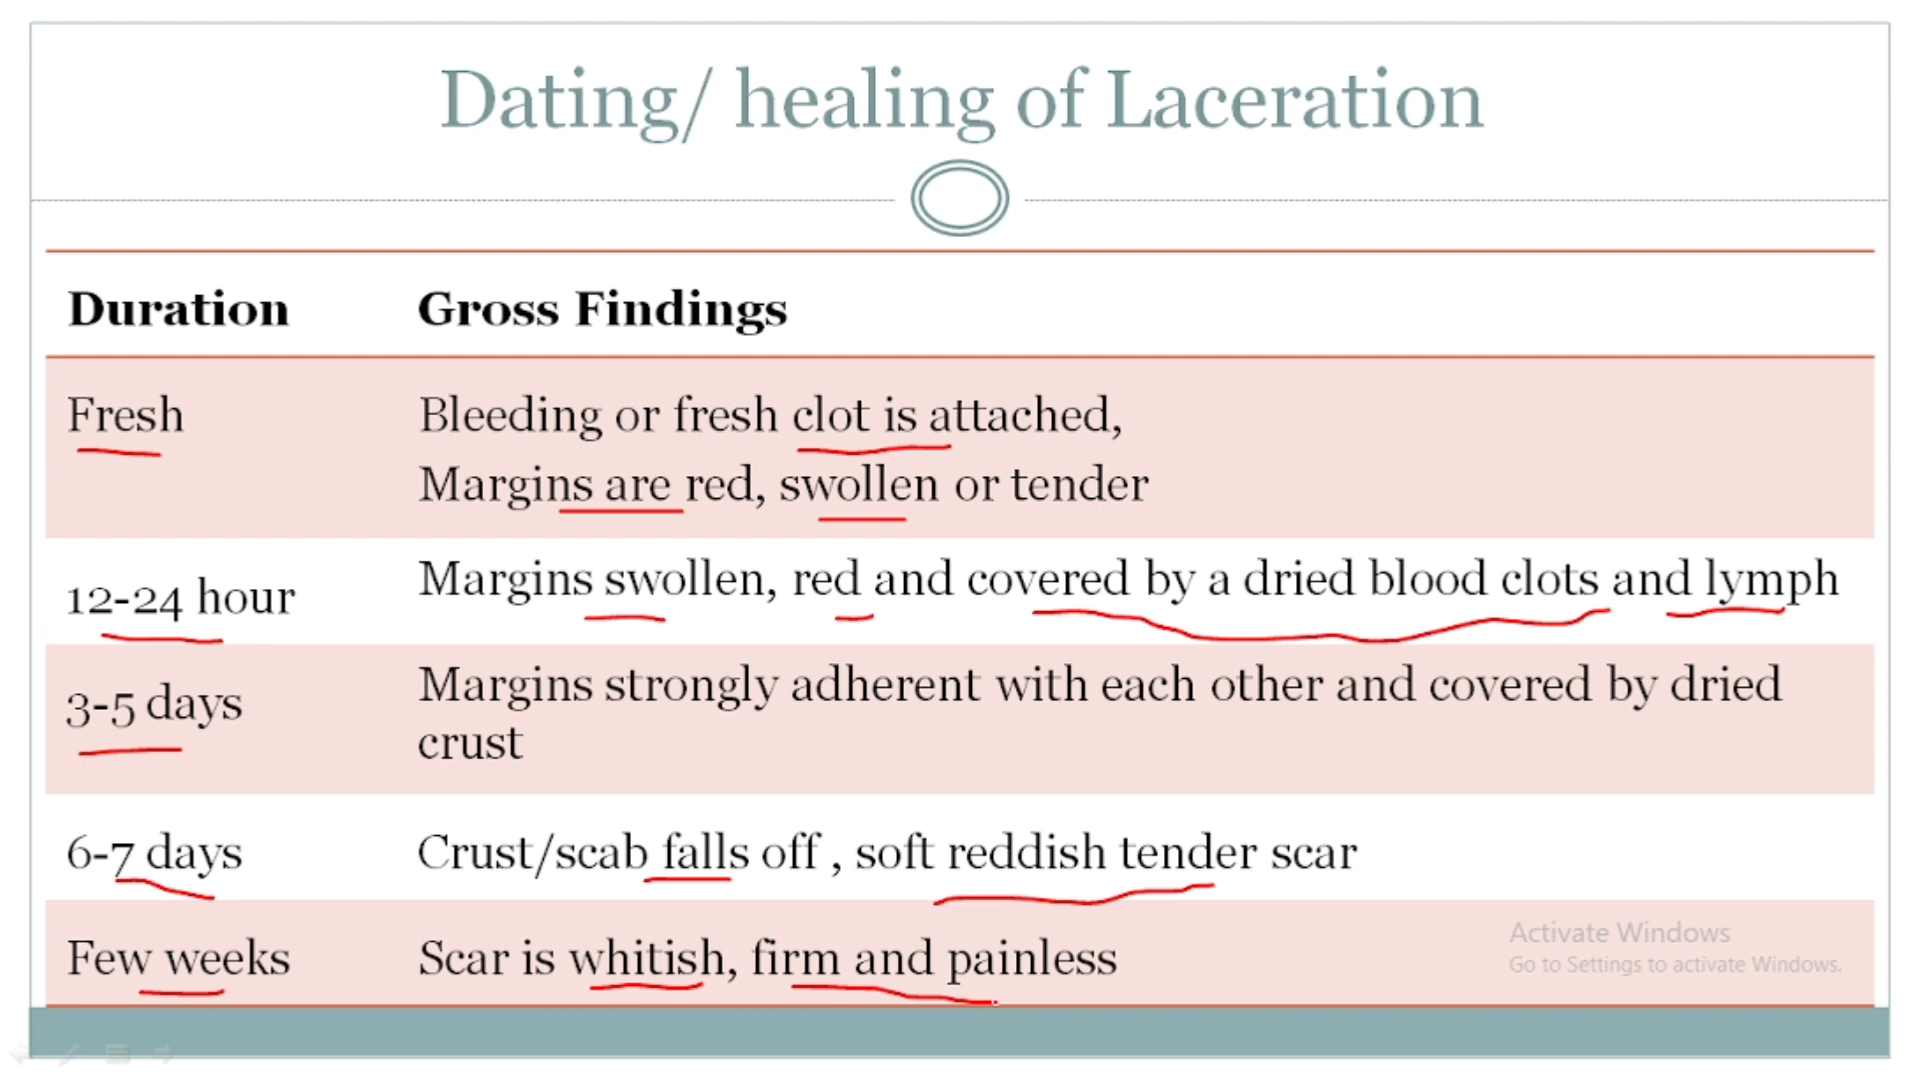 Dating/ healing of Laceration
Duration Gross Findings
Fresh Bleeding or fresh clot is attached,
Margins are red, swollen or tender
12-24 hour Margins swollen, red and covered by a dried blood clots and lymph
3-5 days Margins strongly adherent with each other and covered by dried
crust
6-7 days Crust/scab falls off , soft reddish tender scar
Few weeks Scar is whitish, firm and painless
Activate Windows
Go to Settings to activate Windows.